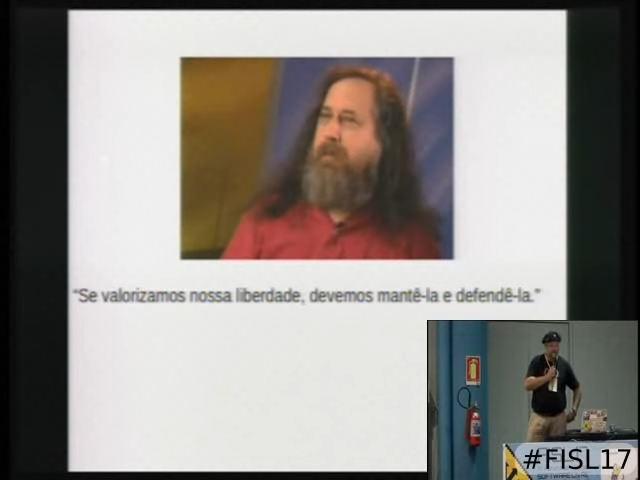 "Se valorizamos nossa liberdade, devemos mantê-la e defendê-la."
#FISL17